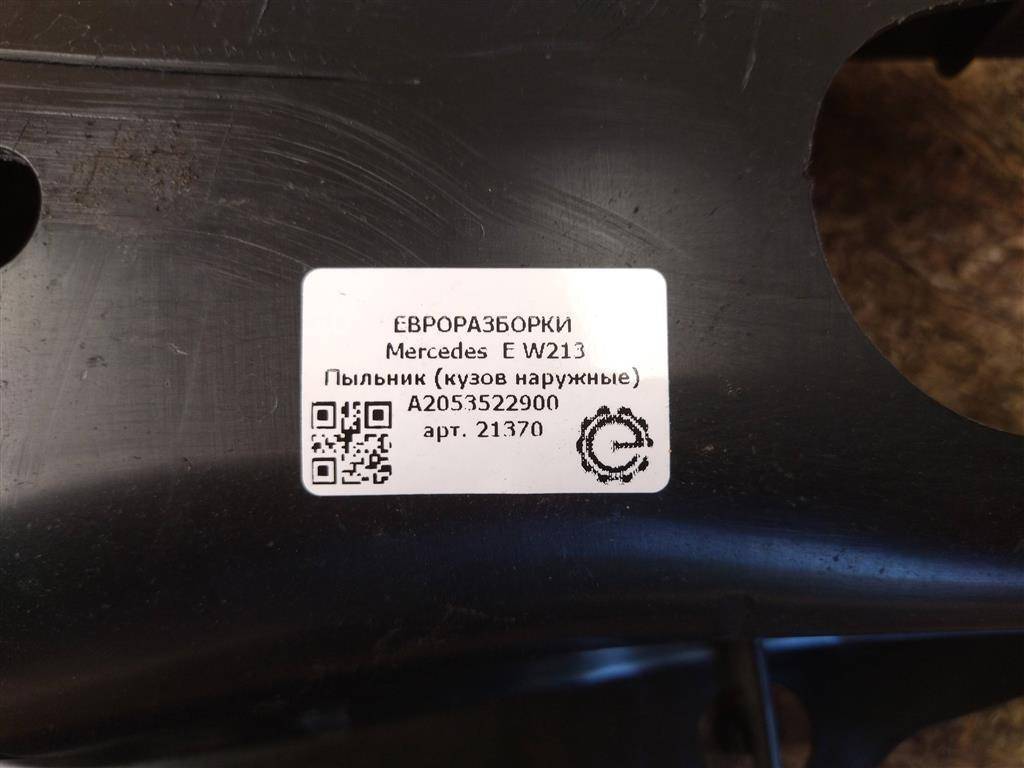 ЕВРОРАЗБОРКИ
Mercedes E W213
Пыльник (кузов наружные)
A2053522900
арт. 21370